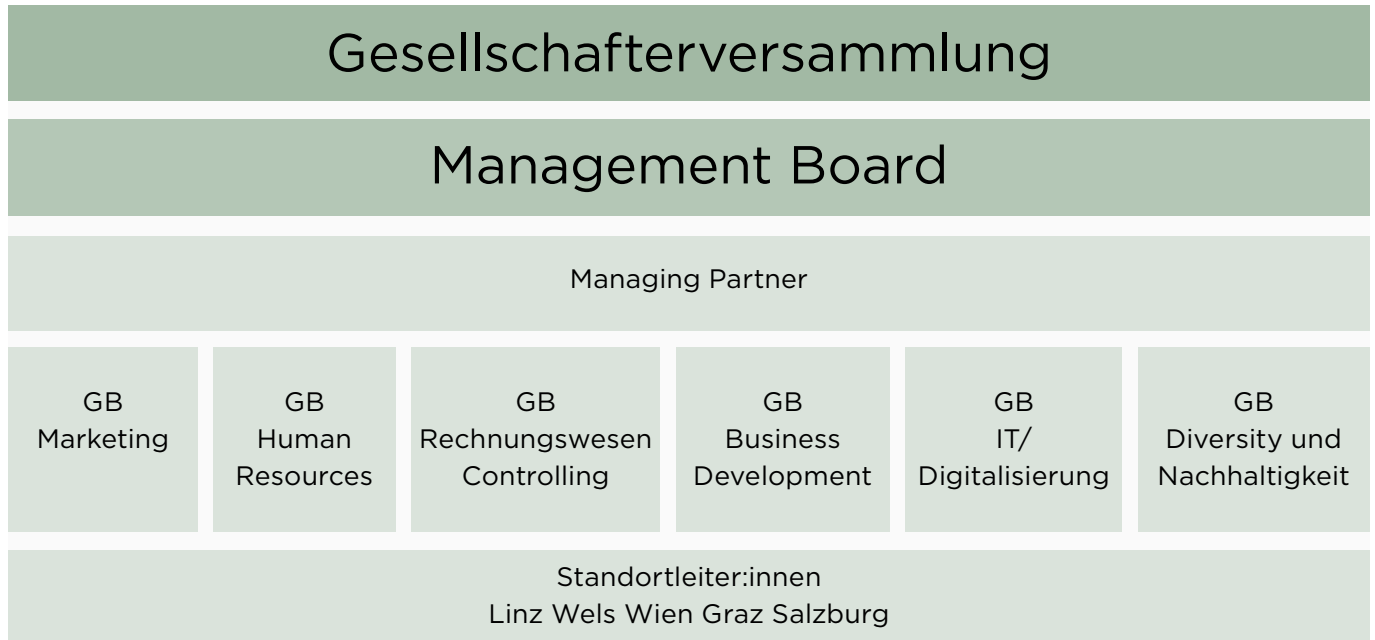 Gesellschafterversammlung
Management Board
Managing Partner
GB
Marketing
GB
Human
Resources
GB
Rechnungswesen
Controlling
GB
Business
Development
GB
IT/
Digitalisierung
GB
Diversity und
Nachhaltigkeit
Standortleiter:innen
Linz Wels Wien Graz Salzburg